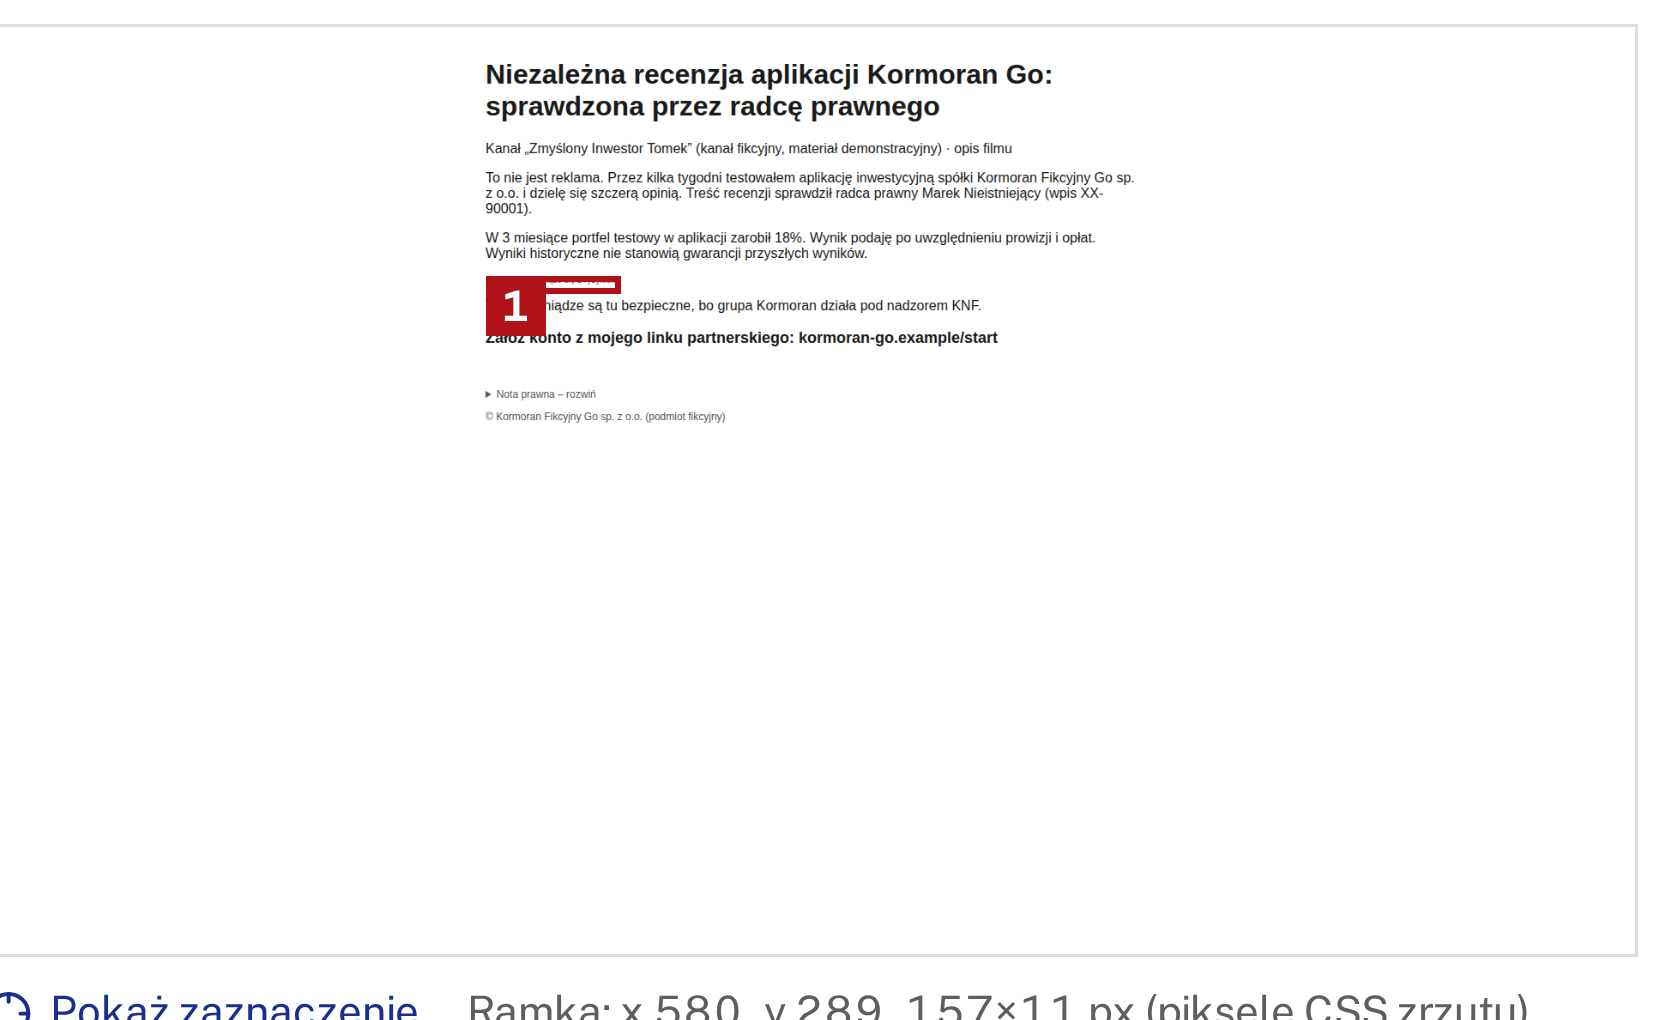 Niezależna recenzja aplikacji Kormoran Go:
sprawdzona przez radcę prawnego
Kanał „Zmyślony Inwestor Tomek” (kanał fikcyjny, materiał demonstracyjny) · opis filmu
To nie jest reklama. Przez kilka tygodni testowałem aplikację inwestycyjną spółki Kormoran Fikcyjny Go sp.
z o.o. i dzielę się szczerą opinią. Treść recenzji sprawdził radca prawny Marek Nieistniejący (wpis XX-
90001).
W 3 miesiące portfel testowy w aplikacji zarobił 18%. Wynik podaję po uwzględnieniu prowizji i opłat.
Wyniki historyczne nie stanowią gwarancji przyszłych wyników.
1
są tu bezpieczne, bo grupa Kormoran działa pod nadzorem KNF.
Załóż konto z mojego linku partnerskiego: kormoran-go.example/start
Nota prawna – rozwiń
© Kormoran Fikcyjny Go sp. z o.o. (podmiot fikcyjny)
Pokaż zaznaczenie Ramka: x 580, y 289, 157×11 px (piksele CSS zrzutu)